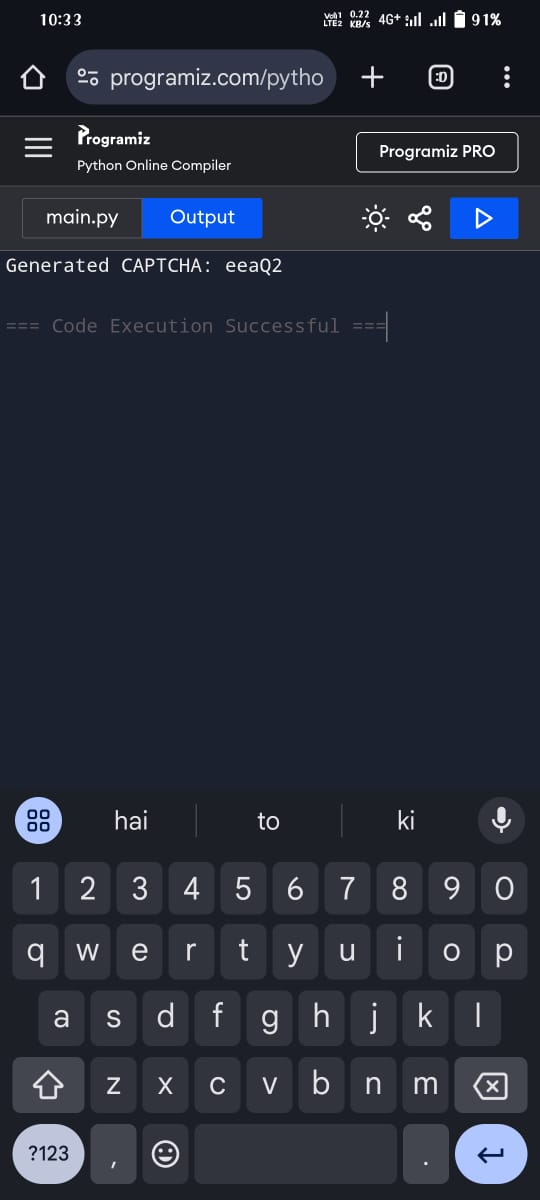 10:33 Vo1 LTE2 0.22 KB/s 4G+ 91%
programiz.com/pytho :D
Programiz
Python Online Compiler
Programiz PRO
main.py Output
Generated CAPTCHA: eeaQ2
=== Code Execution Successful ===
hai to ki
1 2 3 4 5 6 7 8 9 0
q w e r t y u i o p
a s d f g h j k l
z x c v b n m
?123 , .